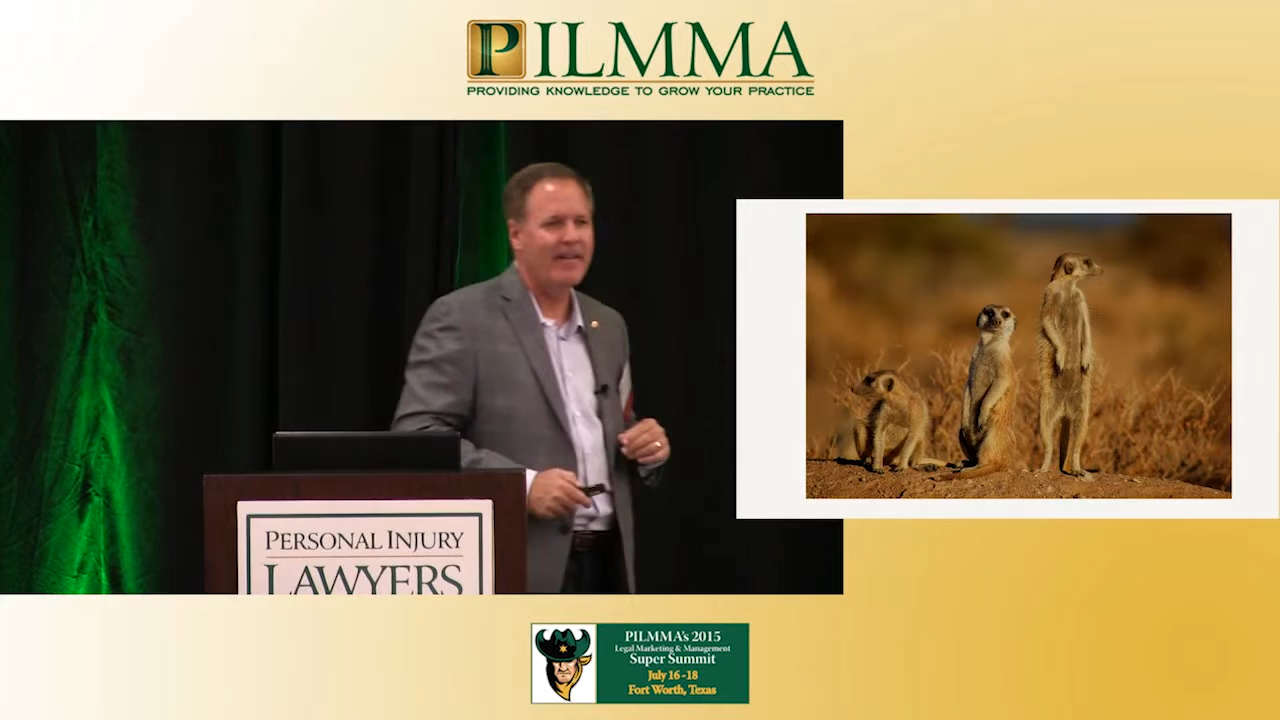 PILMMA
PROVIDING KNOWLEDGE TO GROW YOUR PRACTICE
PERSONAL INJURY
LAWYERS
PILMMA's 2015
Legal Marketing & Management
Super Summit
July 16 -18
Fort Worth, Texas